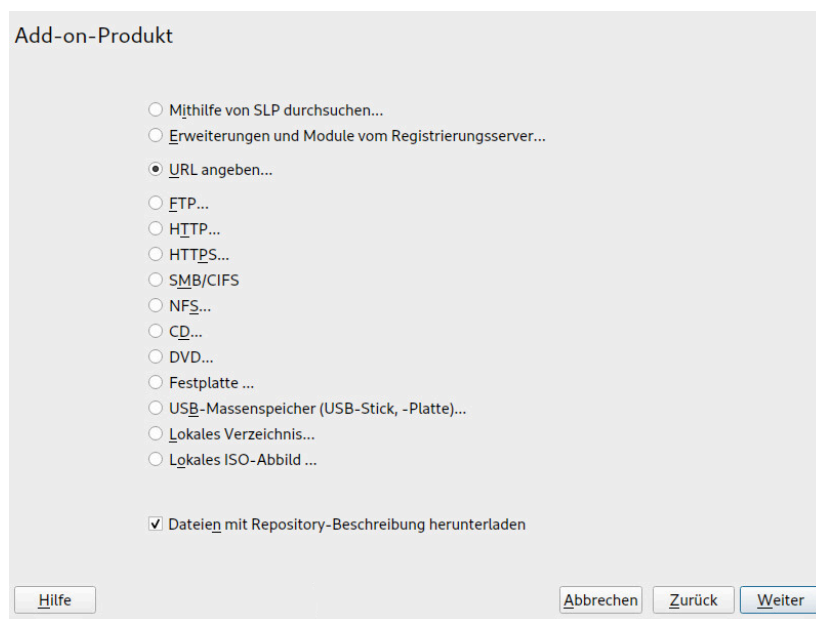 Add-on-Produkt
Mithilfe von SLP durchsuchen...
Erweiterungen und Module vom Registrierungsserver...
URL angeben...
FTP...
HTTP...
HTTPS...
SMB/CIFS
NFS...
CD...
DVD...
Festplatte ...
USB-Massenspeicher (USB-Stick, -Platte)...
Lokales Verzeichnis...
Lokales ISO-Abbild ...
Dateien mit Repository-Beschreibung herunterladen
Hilfe Abbrechen Zurück Weiter